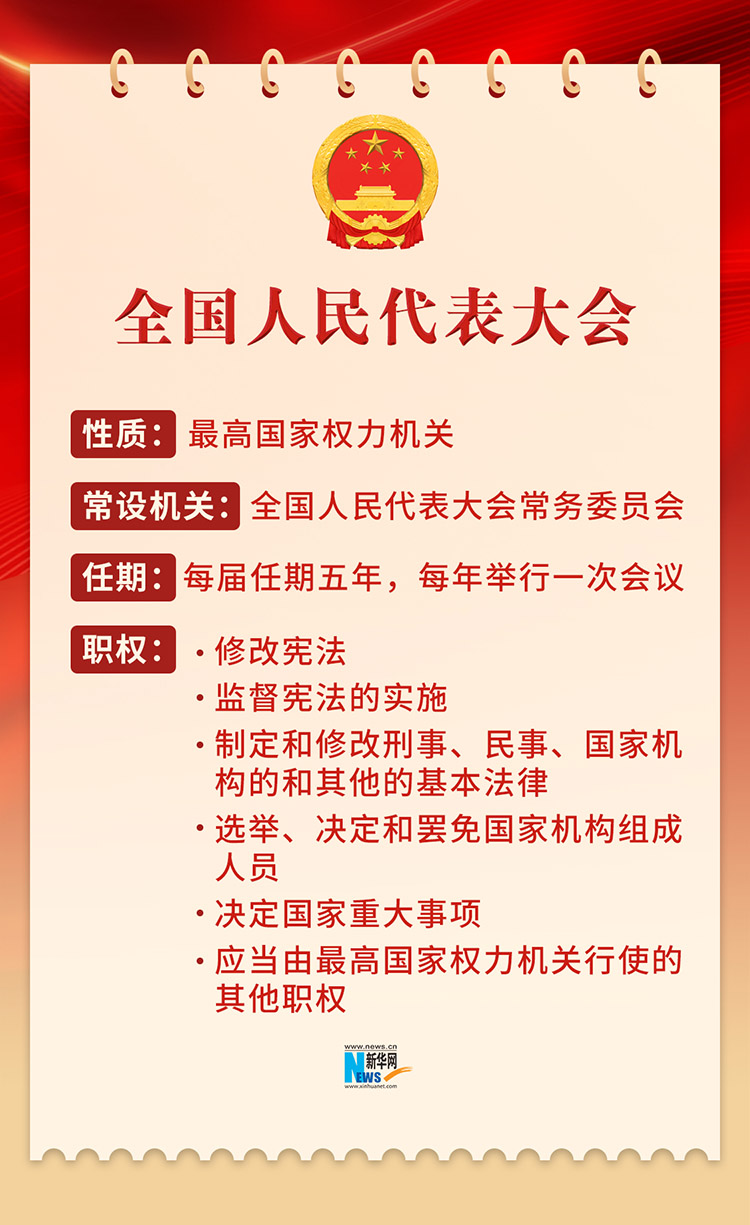 全国人民代表大会
性质： 最高国家权力机关
常设机关： 全国人民代表大会常务委员会
任期： 每届任期五年，每年举行一次会议
职权： · 修改宪法
· 监督宪法的实施
· 制定和修改刑事、民事、国家机
构的和其他的基本法律
· 选举、决定和罢免国家机构组成
人员
· 决定国家重大事项
· 应当由最高国家权力机关行使的
其他职权
www.news.cn
NEWS 新华网
www.xinhuanet.com